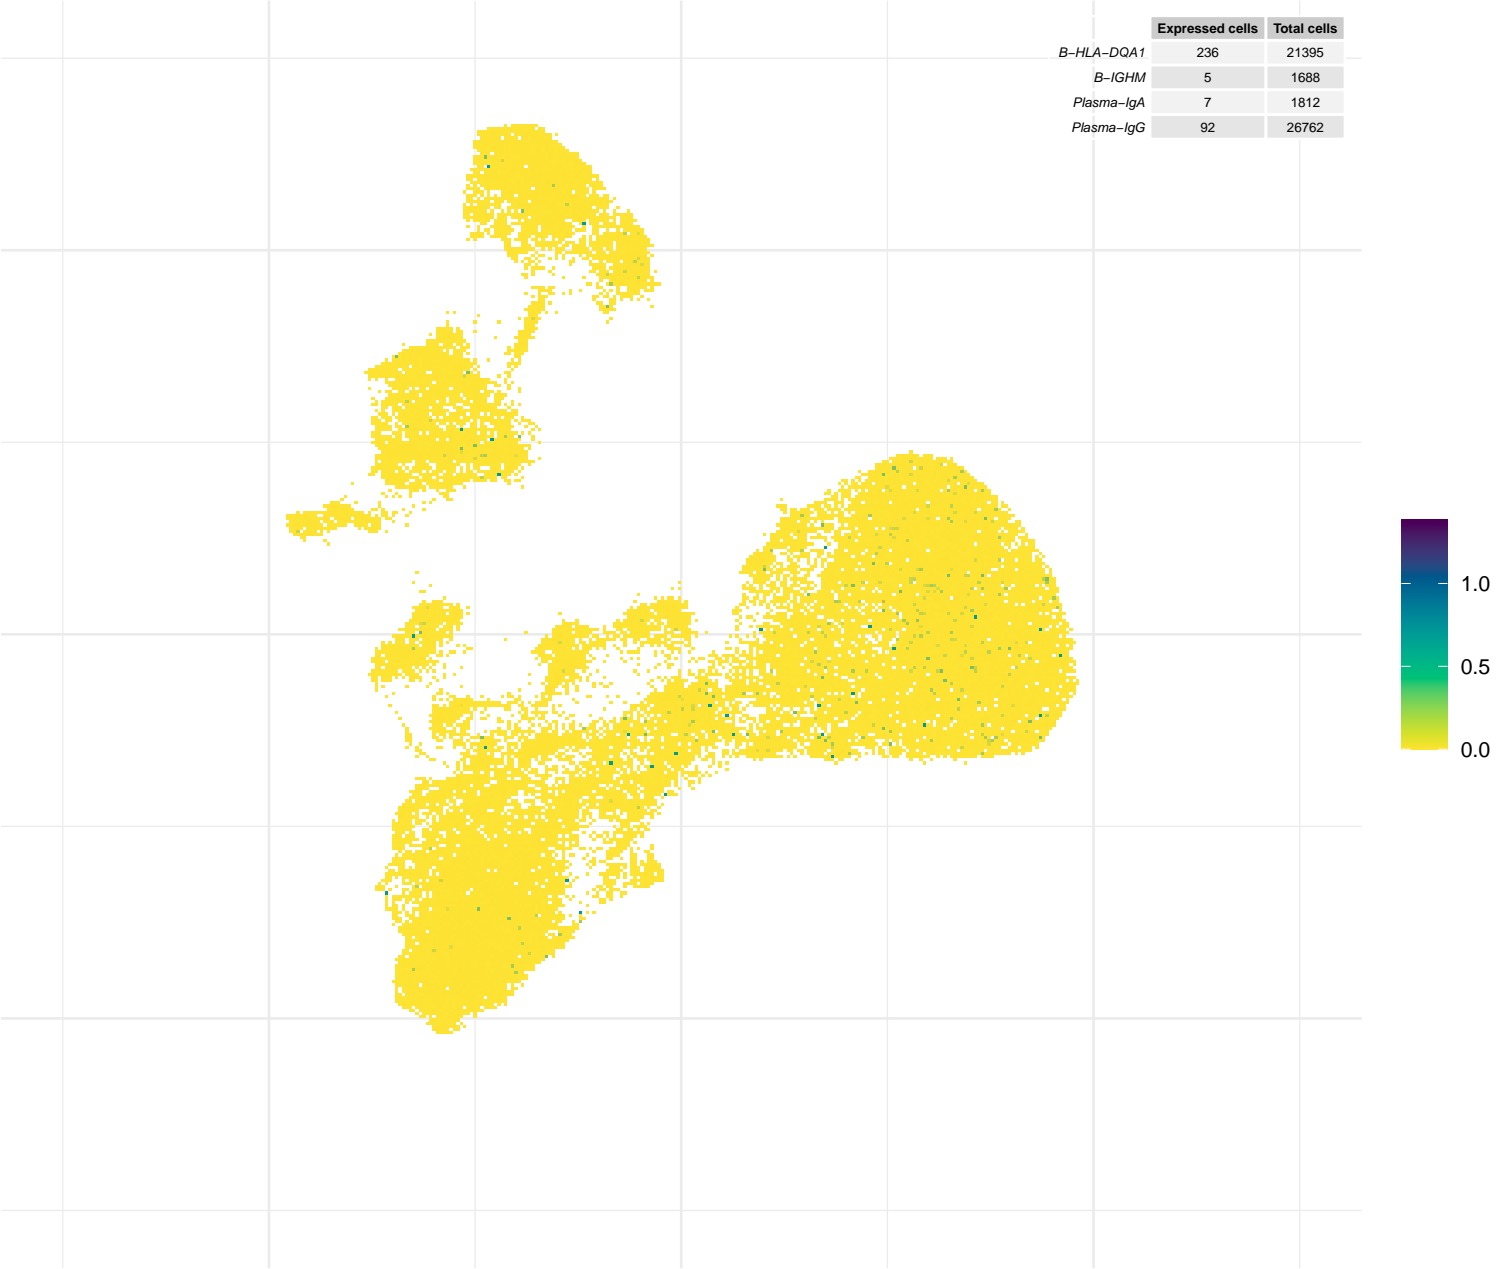 Expressed cells Total cells
B−HLA−DQA1 236 21395
B−IGHM 5 1688
Plasma−IgA 7 1812
Plasma−IgG 92 26762
1.0
0.5
0.0